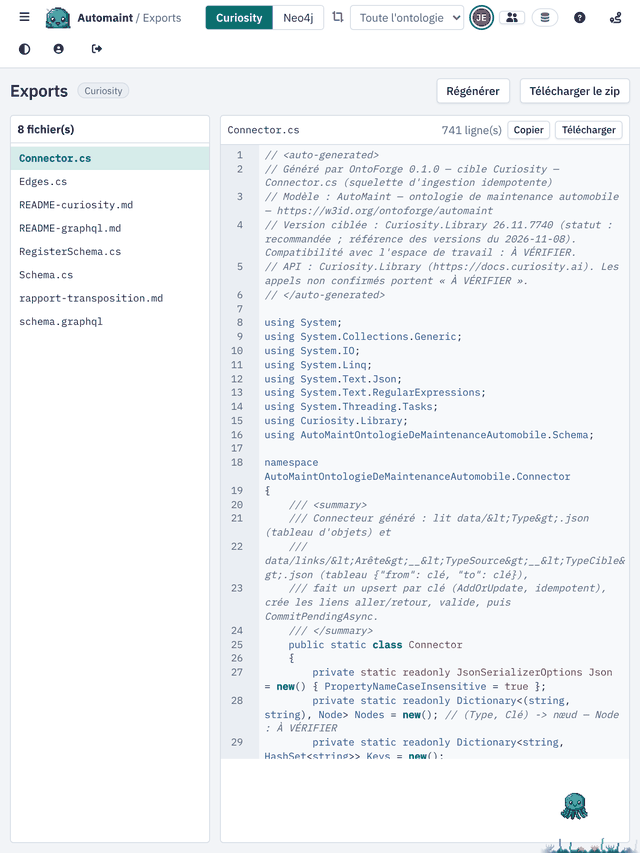 Automaint / Exports
Curiosity
Neo4j
Toute l'ontologie
JE
Exports
Curiosity
Régénérer
Télécharger le zip
8 fichier(s)
Connector.cs
Edges.cs
README-curiosity.md
README-graphql.md
RegisterSchema.cs
Schema.cs
rapport-transposition.md
schema.graphql
Connector.cs
741 ligne(s)
Copier
Télécharger
1 // <auto-generated>
2 // Généré par OntoForge 0.1.0 — cible Curiosity —
Connector.cs (squelette d'ingestion idempotente)
3 // Modèle : AutoMaint — ontologie de maintenance automobile
— https://w3id.org/ontoforge/automaint
4 // Version ciblée : Curiosity.Library 26.11.7740 (statut :
recommandée ; référence des versions du 2026-11-08).
Compatibilité avec l'espace de travail : À VÉRIFIER.
5 // API : Curiosity.Library (https://docs.curiosity.ai). Les
appels non confirmés portent « À VÉRIFIER ».
6 // </auto-generated>
7
8 using System;
9 using System.Collections.Generic;
10 using System.IO;
11 using System.Linq;
12 using System.Text.Json;
13 using System.Text.RegularExpressions;
14 using System.Threading.Tasks;
15 using Curiosity.Library;
16 using AutoMaintOntologieDeMaintenanceAutomobile.Schema;
17
18 namespace
AutoMaintOntologieDeMaintenanceAutomobile.Connector
19 {
20 /// <summary>
21 /// Connecteur généré : lit data/&lt;Type&gt;.json
(tableau d'objets) et
22 ///
data/links/&lt;Arête&gt;__&lt;TypeSource&gt;__&lt;TypeCible&
gt;.json (tableau {"from": clé, "to": clé}),
23 /// fait un upsert par clé (AddOrUpdate, idempotent),
crée les liens aller/retour, valide, puis
CommitPendingAsync.
24 /// </summary>
25 public static class Connector
26 {
27 private static readonly JsonSerializerOptions Json
= new() { PropertyNameCaseInsensitive = true };
28 private static readonly Dictionary<(string,
string), Node> Nodes = new(); // (Type, Clé) -> nœud — Node
: À VÉRIFIER
29 private static readonly Dictionary<string,
HashSet<string>> Keys = new();